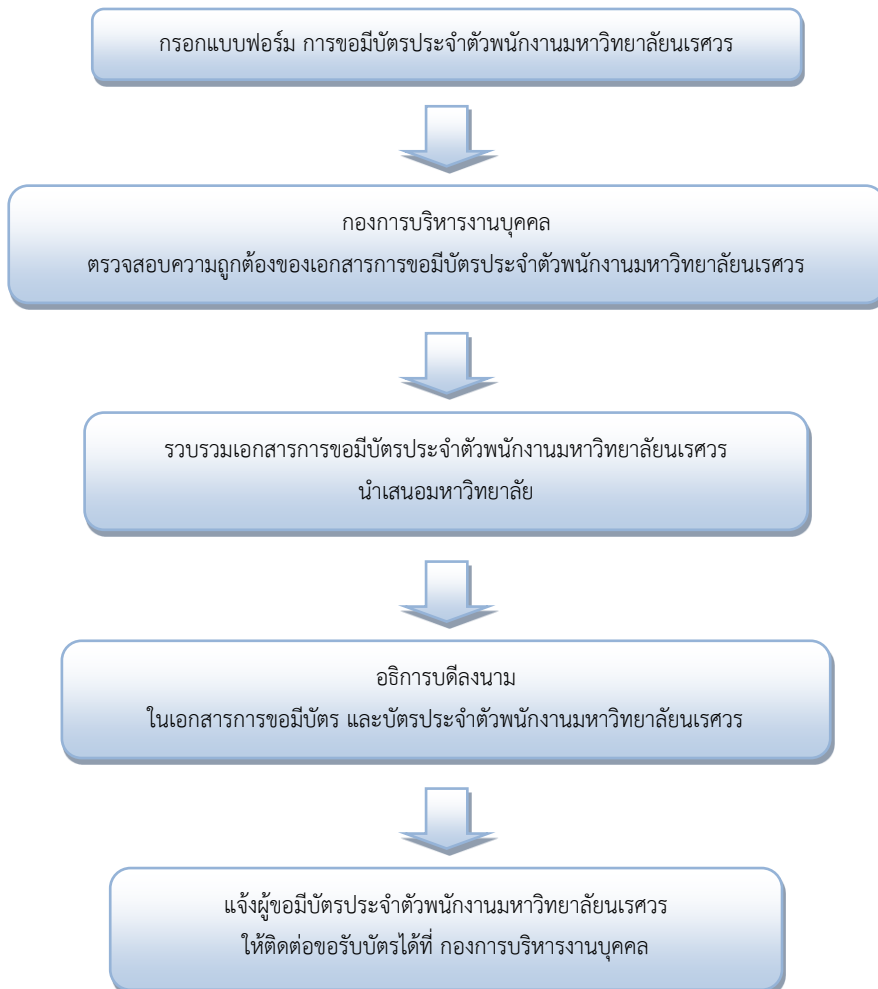 กรอกแบบฟอร์ม การขอมีบัตรประจำตัวพนักงานมหาวิทยาลัยนเรศวร
กองการบริหารงานบุคคล
ตรวจสอบความถูกต้องของเอกสารการขอมีบัตรประจำตัวพนักงานมหาวิทยาลัยนเรศวร
รวบรวมเอกสารการขอมีบัตรประจำตัวพนักงานมหาวิทยาลัยนเรศวร
นำเสนอมหาวิทยาลัย
อธิการบดีลงนาม
ในเอกสารการขอมีบัตร และบัตรประจำตัวพนักงานมหาวิทยาลัยนเรศวร
แจ้งผู้ขอมีบัตรประจำตัวพนักงานมหาวิทยาลัยนเรศวร
ให้ติดต่อขอรับบัตรได้ที่ กองการบริหารงานบุคคล